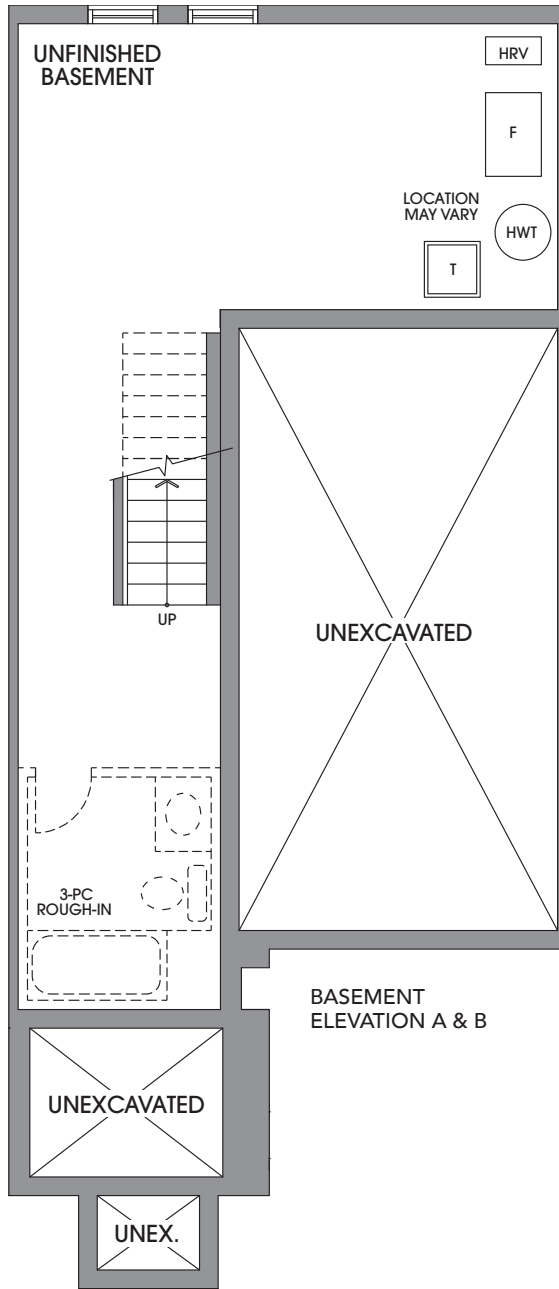 UNFINISHED
BASEMENT
HRV
F
LOCATION
MAY VARY
HWT
T
UP
UNEXCAVATED
3-PC
ROUGH-IN
BASEMENT
ELEVATION A & B
UNEXCAVATED
UNEX.